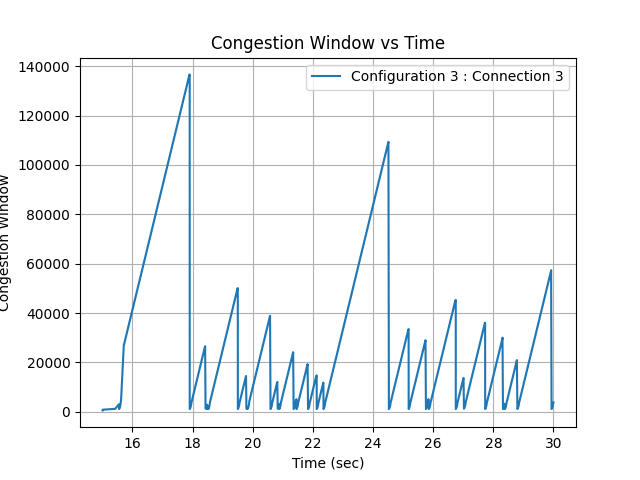 Congestion Window vs Time
Configuration 3 : Connection 3
Congestion Window
140000
120000
100000
80000
60000
40000
20000
0
16 18 20 22 24 26 28 30
Time (sec)